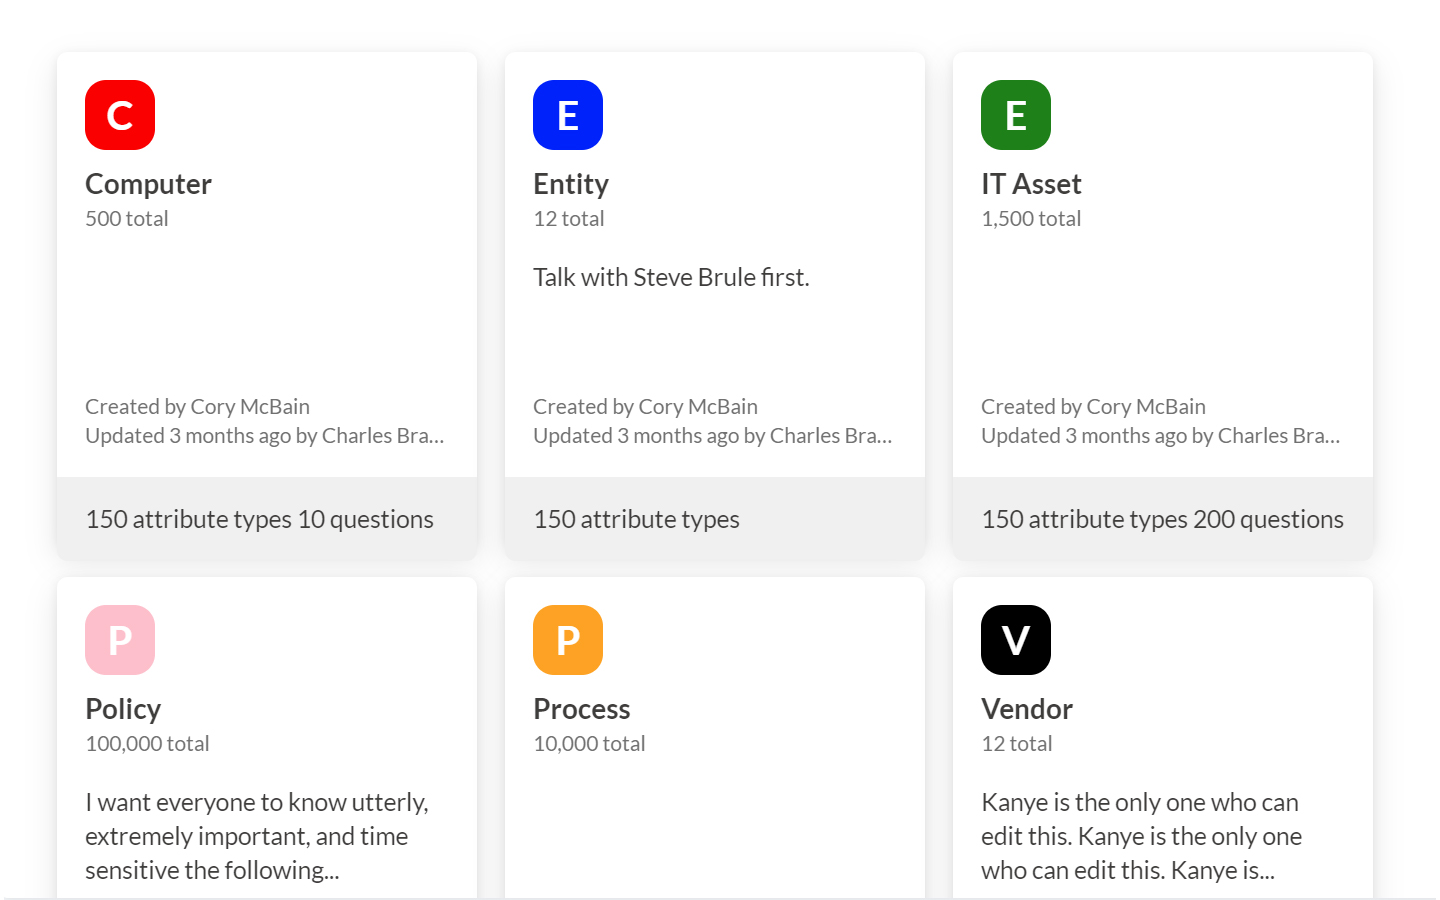 C
Computer
500 total
Created by Cory McBain
Updated 3 months ago by Charles Bra...
150 attribute types 10 questions
E
Entity
12 total
Talk with Steve Brule first.
Created by Cory McBain
Updated 3 months ago by Charles Bra...
150 attribute types
E
IT Asset
1,500 total
Created by Cory McBain
Updated 3 months ago by Charles Bra...
150 attribute types 200 questions
P
Policy
100,000 total
I want everyone to know utterly,
extremely important, and time
sensitive the following...
P
Process
10,000 total
V
Vendor
12 total
Kanye is the only one who can
edit this. Kanye is the only one
who can edit this. Kanye is...